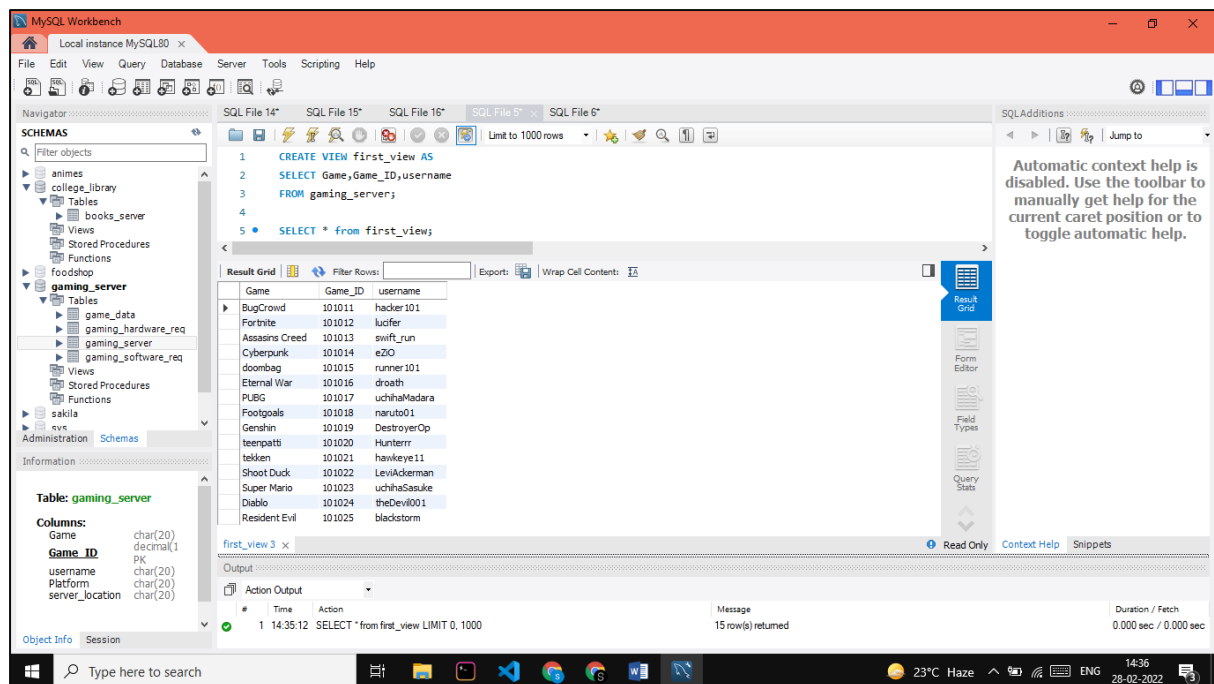 MySQL Workbench
Local instance MySQL80
File Edit View Query Database Server Tools Scripting Help
Navigator
SCHEMAS
Filter objects
animes
college_library
Tables
books_server
Views
Stored Procedures
Functions
foodshop
gaming_server
Tables
game_data
gaming_hardware_req
gaming_server
gaming_software_req
Views
Stored Procedures
Functions
sakila
sys
Administration Schemas
Information
Table: gaming_server
Columns:
Game char(20)
Game_ID decimal(1
PK
username char(20)
Platform char(20)
server_location char(20)
Object Info Session
SQL File 14* SQL File 15* SQL File 16* SQL File 5* SQL File 6*
Limit to 1000 rows
1 CREATE VIEW first_view AS
2 SELECT Game,Game_ID,username
3 FROM gaming_server;
4
5 SELECT * from first_view;
Result Grid Filter Rows: Export: Wrap Cell Content:
Game Game_ID username
BugCrowd 101011 hacker101
Fortnite 101012 lucifer
Assasins Creed 101013 swift_run
Cyberpunk 101014 eZIO
doombag 101015 runner101
Eternal War 101016 droath
PUBG 101017 uchihaMadara
Footgoals 101018 naruto01
Genshin 101019 DestroyerOp
teenpatti 101020 Hunterrr
tekken 101021 hawkeye11
Shoot Duck 101022 LeviAckerman
Super Mario 101023 uchihaSasuke
Diablo 101024 theDevil001
Resident Evil 101025 blackstorm
Result
Grid
Form
Editor
Field
Types
Query
Stats
first_view 3 Read Only
Output
Action Output
# Time Action Message Duration / Fetch
1 14:35:12 SELECT * from first_view LIMIT 0, 1000 15 row(s) returned 0.000 sec / 0.000 sec
SQLAdditions
Jump to
Automatic context help is
disabled. Use the toolbar to
manually get help for the
current caret position or to
toggle automatic help.
Context Help Snippets
Type here to search
23°C Haze ENG
14:36
28-02-2022
3